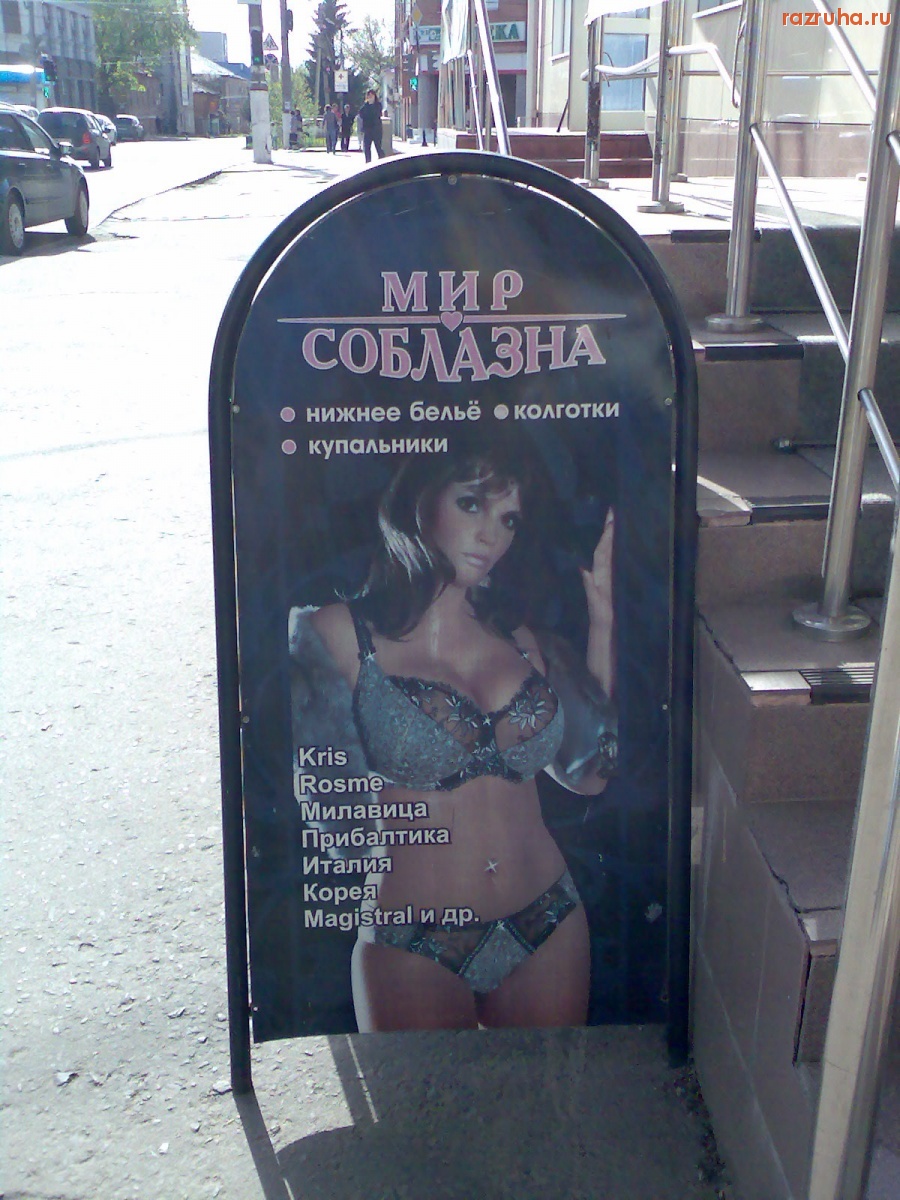 razruha.ru
МИР
СОБЛАЗНА
нижнее бельё колготки
купальники
Kris
Rosme
Милавица
Прибалтика
Италия
Корея
Magistral и др.